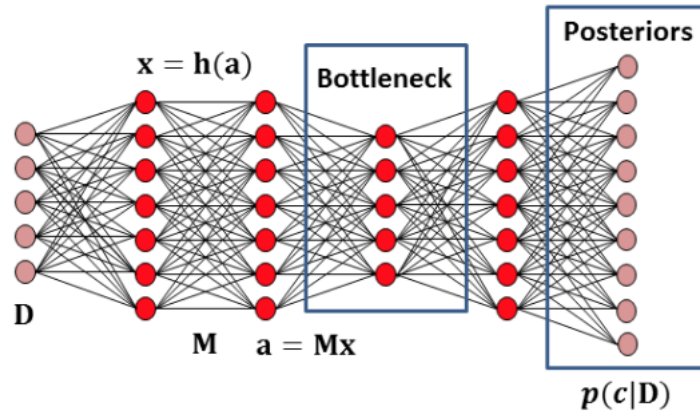 Posteriors
x = h(a)
Bottleneck
D
M
a = Mx
p(c|D)